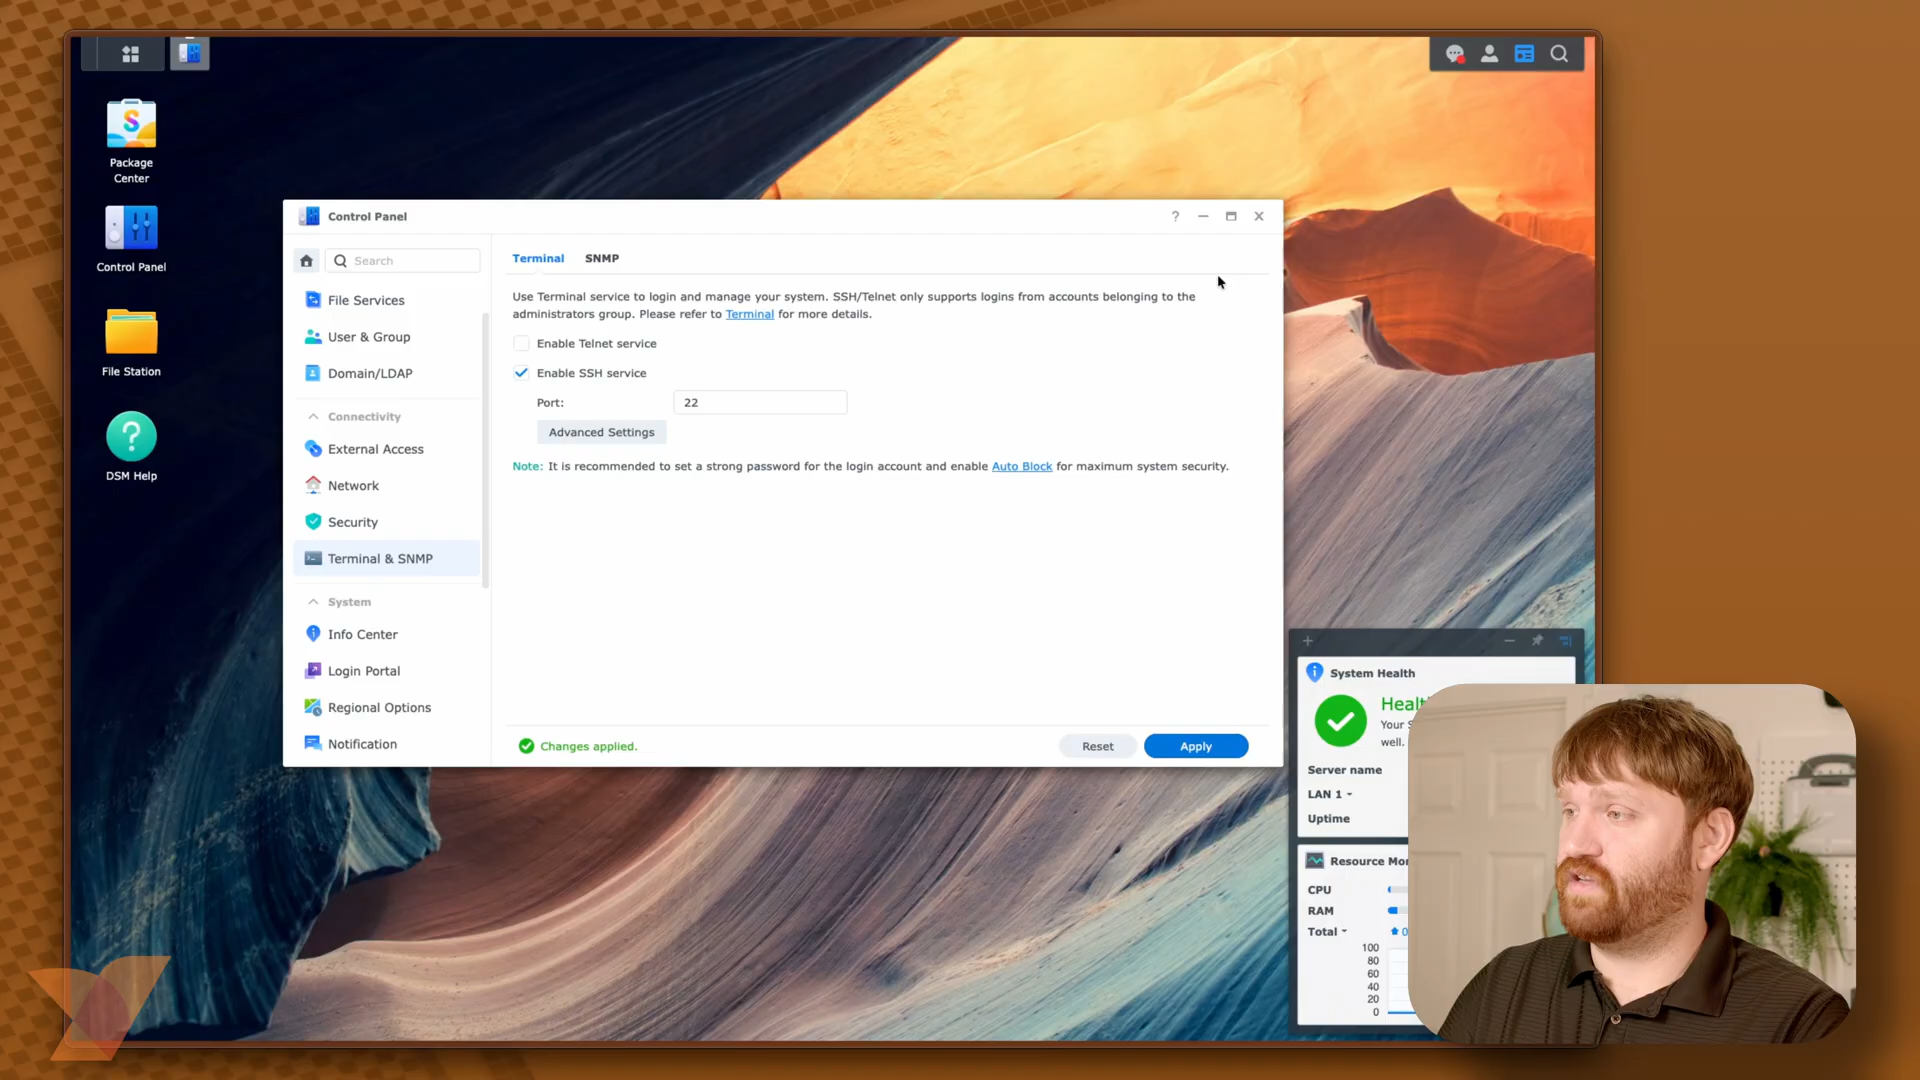 Package
Center
Control Panel
File Station
DSM Help
Control Panel
Search
File Services
User & Group
Domain/LDAP
Connectivity
External Access
Network
Security
Terminal & SNMP
System
Info Center
Login Portal
Regional Options
Notification
Terminal SNMP
Use Terminal service to login and manage your system. SSH/Telnet only supports logins from accounts belonging to the
administrators group. Please refer to Terminal for more details.
Enable Telnet service
Enable SSH service
Port: 22
Advanced Settings
Note: It is recommended to set a strong password for the login account and enable Auto Block for maximum system security.
Changes applied.
Reset Apply
System Health
Healt
Your S
well.
Server name
LAN 1
Uptime
Resource Mor
CPU
RAM
Total 0
100
80
60
40
20
0